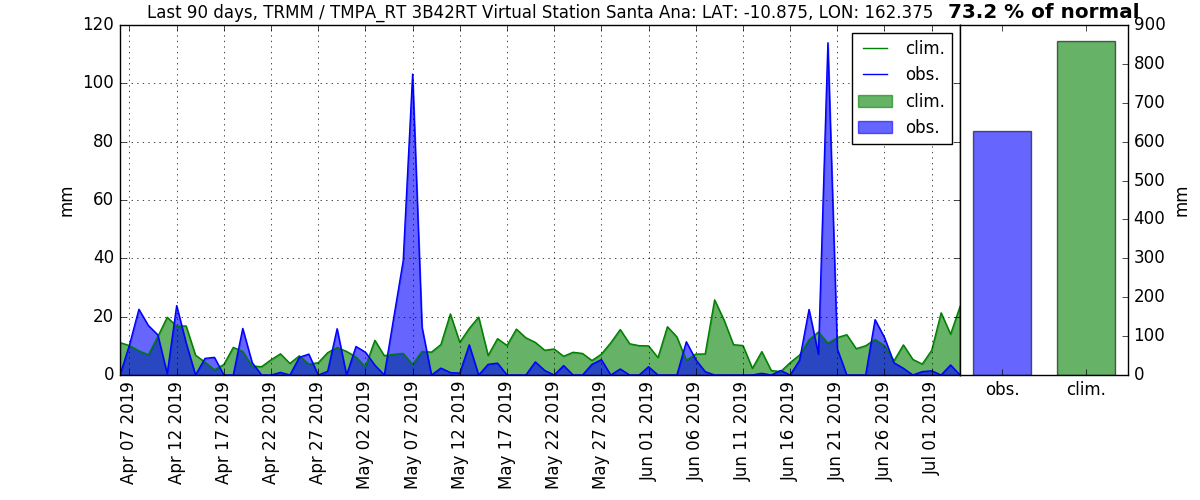 Last 90 days, TRMM / TMPA_RT 3B42RT Virtual Station Santa Ana: LAT: -10.875, LON: 162.375
73.2 % of normal
mm
120
100
80
60
40
20
0
clim.
obs.
clim.
obs.
Apr 07 2019
Apr 12 2019
Apr 17 2019
Apr 22 2019
Apr 27 2019
May 02 2019
May 07 2019
May 12 2019
May 17 2019
May 22 2019
May 27 2019
Jun 01 2019
Jun 06 2019
Jun 11 2019
Jun 16 2019
Jun 21 2019
Jun 26 2019
Jul 01 2019
obs.
clim.
900
800
700
600
500
400
300
200
100
0
mm